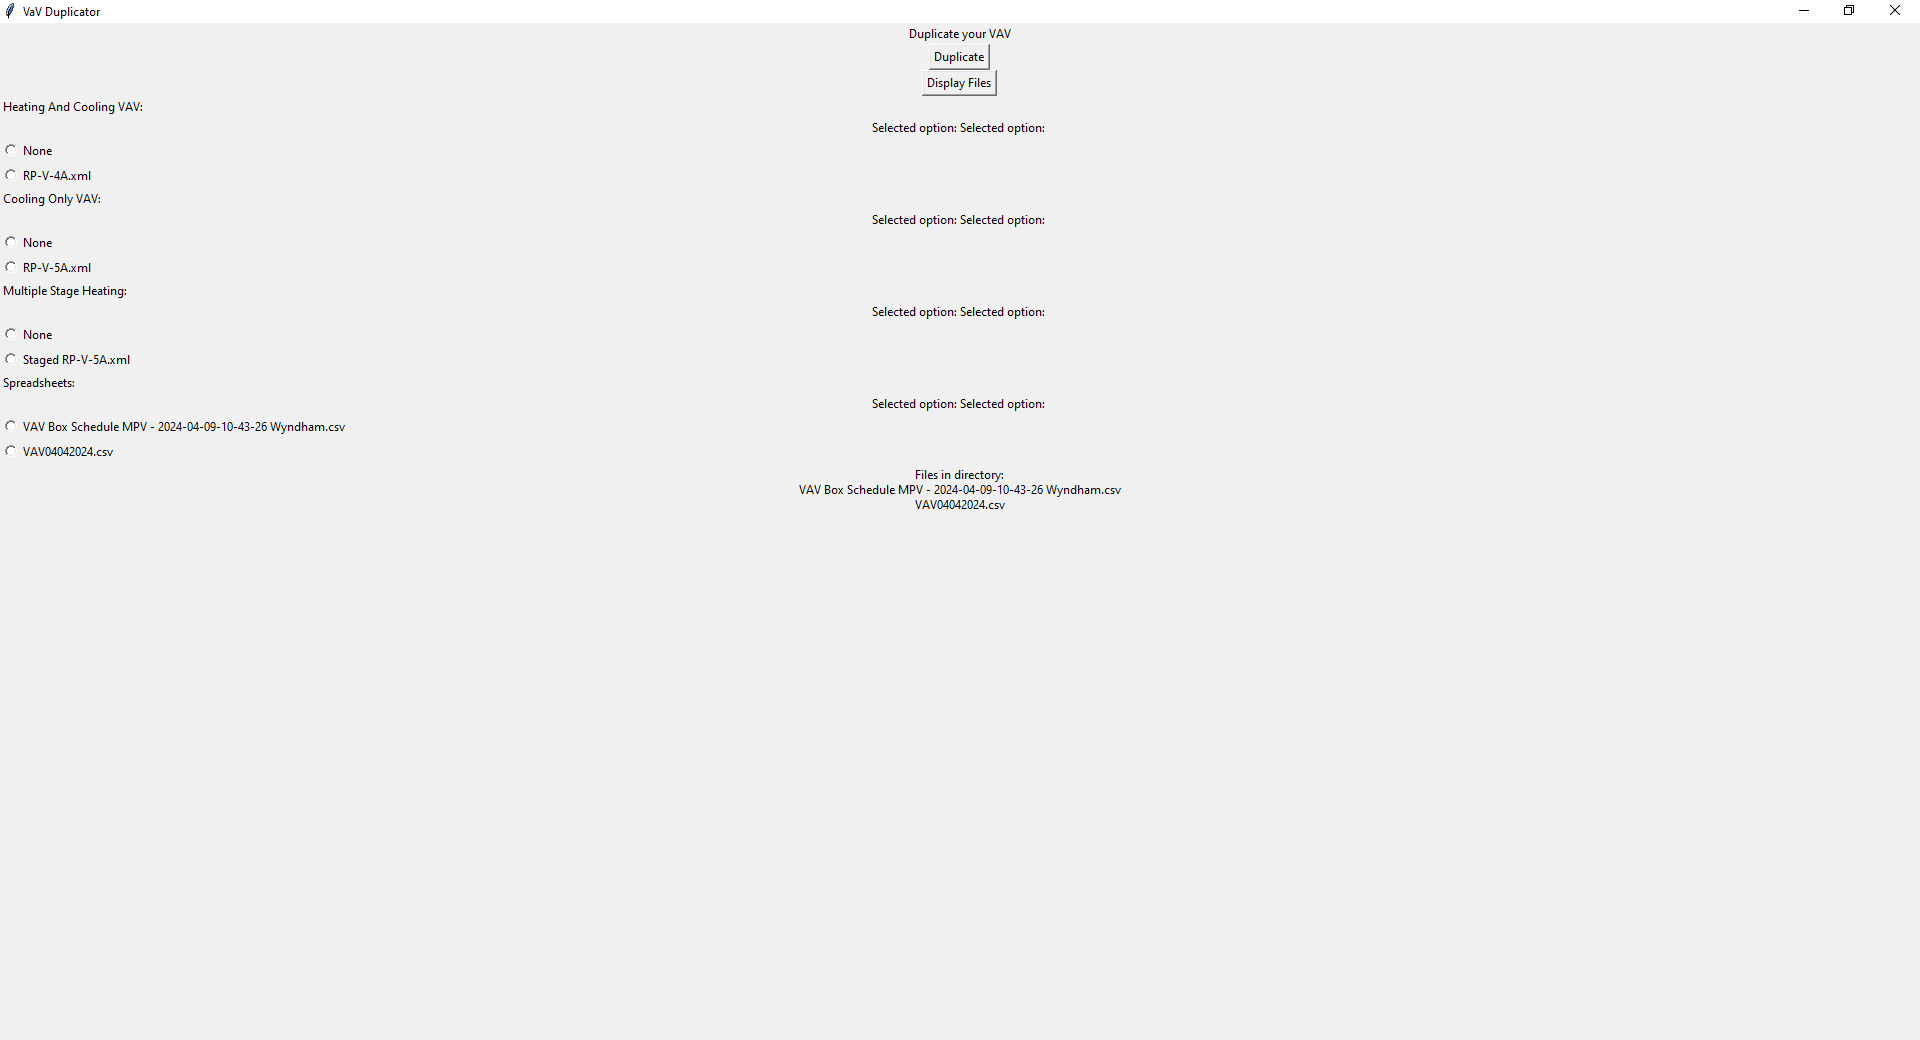 VaV Duplicator
Duplicate your VAV
Duplicate
Display Files
Heating And Cooling VAV:
Selected option: Selected option:
None
RP-V-4A.xml
Cooling Only VAV:
Selected option: Selected option:
None
RP-V-5A.xml
Multiple Stage Heating:
Selected option: Selected option:
None
Staged RP-V-5A.xml
Spreadsheets:
Selected option: Selected option:
VAV Box Schedule MPV - 2024-04-09-10-43-26 Wyndham.csv
VAV04042024.csv
Files in directory:
VAV Box Schedule MPV - 2024-04-09-10-43-26 Wyndham.csv
VAV04042024.csv